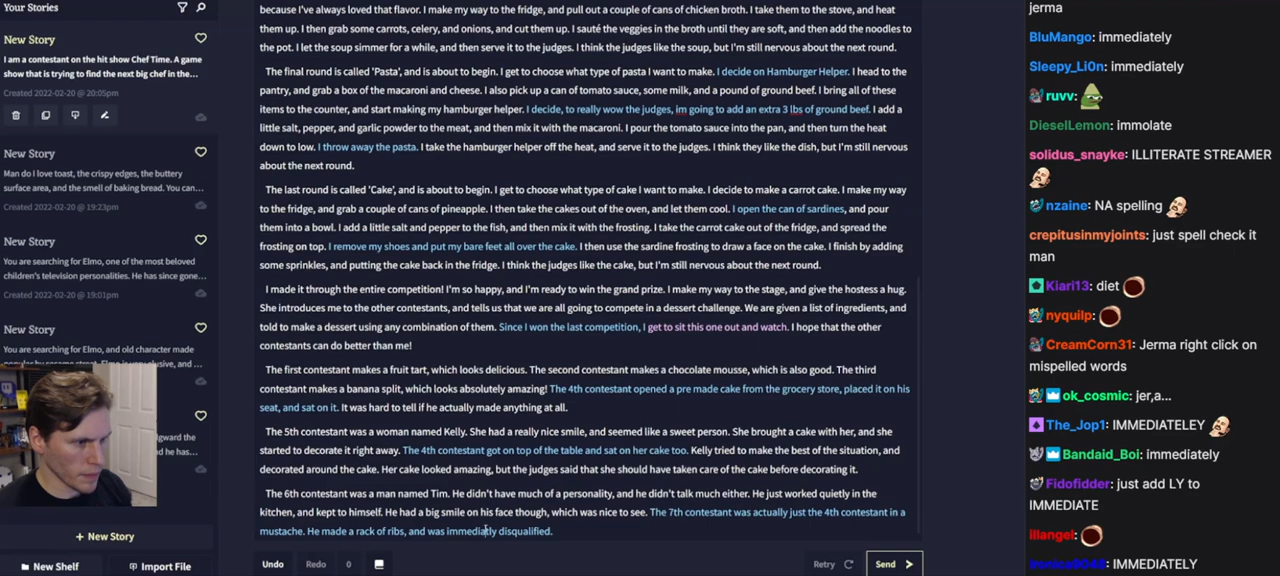 Your Stories
New Story
I am a contestant on the hit show Chef Time. A game
show that is trying to find the next big chef in the...
Created 2022-02-20 @ 20:05pm
New Story
Man do I love toast, the crispy edges, the buttery
surface area, and the smell of baking bread. You can...
Created 2022-02-20 @ 19:23pm
New Story
You are searching for Elmo, one of the most beloved
children's television personalities. He has since gone...
Created 2022-02-20 @ 19:01pm
New Story
You are searching for Elmo, and old character made
+ New Story
New Shelf
Import File
because I've always loved that flavor. I make my way to the fridge, and pull out a couple of cans of chicken broth. I take them to the stove, and heat
them up. I then grab some carrots, celery, and onions, and cut them up. I sauté the veggies in the broth until they are soft, and then add the noodles to
the pot. I let the soup simmer for a while, and then serve it to the judges. I think the judges like the soup, but I'm still nervous about the next round.
The final round is called 'Pasta', and is about to begin. I get to choose what type of pasta I want to make. I decide on Hamburger Helper. I head to the
pantry, and grab a box of the macaroni and cheese. I also pick up a can of tomato sauce, some milk, and a pound of ground beef. I bring all of these
items to the counter, and start making my hamburger helper. I decide, to really wow the judges, im going to add an extra 3 lbs of ground beef. I add a
little salt, pepper, and garlic powder to the meat, and then mix it with the macaroni. I pour the tomato sauce into the pan, and then turn the heat
down to low. I throw away the pasta. I take the hamburger helper off the heat, and serve it to the judges. I think they like the dish, but I'm still nervous
about the next round.
The last round is called 'Cake', and is about to begin. I get to choose what type of cake I want to make. I decide to make a carrot cake. I make my way
to the fridge, and grab a couple of cans of pineapple. I then take the cakes out of the oven, and let them cool. I open the can of sardines, and pour
them into a bowl. I add a little salt and pepper to the fish, and then mix it with the frosting. I take the carrot cake out of the fridge, and spread the
frosting on top. I remove my shoes and put my bare feet all over the cake. I then use the sardine frosting to draw a face on the cake. I finish by adding
some sprinkles, and putting the cake back in the fridge. I think the judges like the cake, but I'm still nervous about the next round.
I made it through the entire competition! I'm so happy, and I'm ready to win the grand prize. I make my way to the stage, and give the hostess a hug.
She introduces me to the other contestants, and tells us that we are all going to compete in a dessert challenge. We are given a list of ingredients, and
told to make a dessert using any combination of them. Since I won the last competition, I get to sit this one out and watch. I hope that the other
contestants can do better than me!
The first contestant makes a fruit tart, which looks delicious. The second contestant makes a chocolate mousse, which is also good. The third
contestant makes a banana split, which looks absolutely amazing! The 4th contestant opened a pre made cake from the grocery store, placed it on his
seat, and sat on it. It was hard to tell if he actually made anything at all.
The 5th contestant was a woman named Kelly. She had a really nice smile, and seemed like a sweet person. She brought a cake with her, and she
started to decorate it right away. The 4th contestant got on top of the table and sat on her cake too. Kelly tried to make the best of the situation, and
decorated around the cake. Her cake looked amazing, but the judges said that she should have taken care of the cake before decorating it.
The 6th contestant was a man named Tim. He didn't have much of a personality, and he didn't talk much either. He just worked quietly in the
kitchen, and kept to himself. He had a big smile on his face though, which was nice to see. The 7th contestant was actually just the 4th contestant in a
mustache. He made a rack of ribs, and was immediatly disqualified.
Undo
Redo
0
Retry
Send
jerma
BluMango: immediately
Sleepy_Li0n: immediately
ruvv:
DieselLemon: immolate
solidus_snayke: ILLITERATE STREAMER
nzaine: NA spelling
crepitusinmyjoints: just spell check it
man
Kiari13: diet
nyquilp:
CreamCorn31: Jerma right click on
mispelled words
ok_cosmic: jer,a...
The_Jop1: IMMEDIATELEY
Bandaid_Boi: immediately
Fidofidder: just add LY to
IMMEDIATE
illangel:
IMMEDIATELY